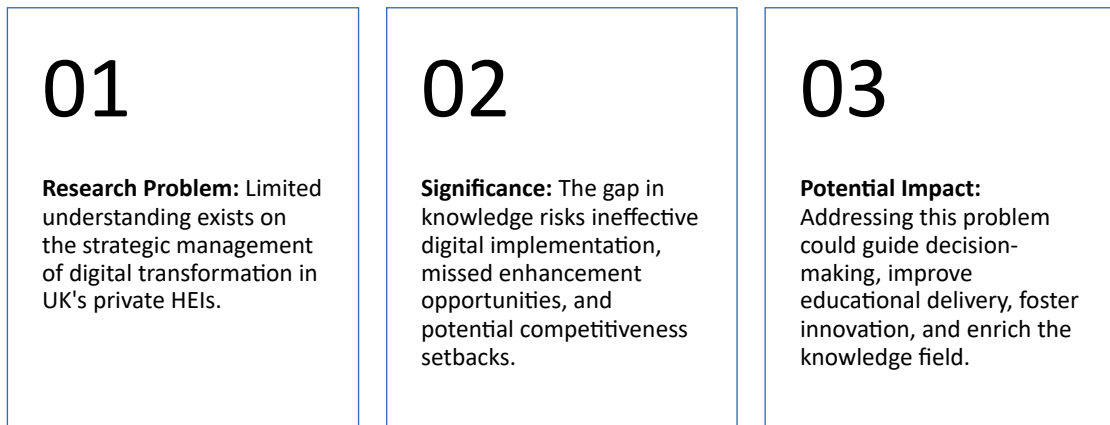 01
Research Problem: Limited
understanding exists on
the strategic management
of digital transformation in
UK's private HEIs.
02
Significance: The gap in
knowledge risks ineffective
digital implementation,
missed enhancement
opportunities, and
potential competitiveness
setbacks.
03
Potential Impact:
Addressing this problem
could guide decision-
making, improve
educational delivery, foster
innovation, and enrich the
knowledge field.